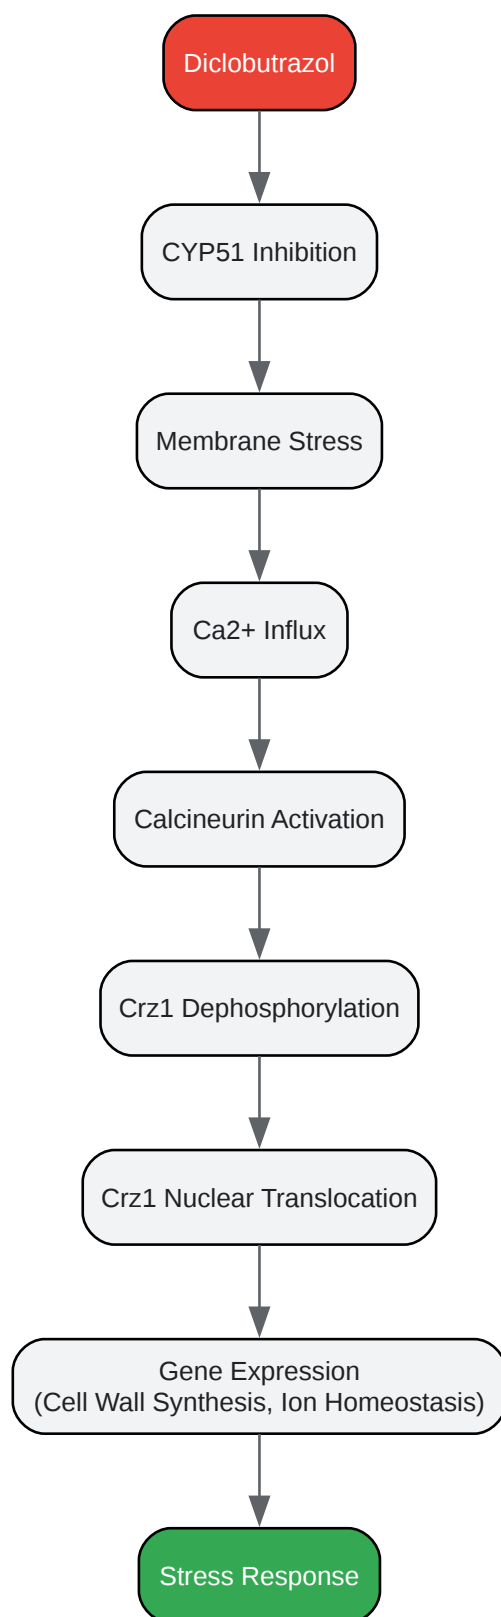 Diclobutrazol
CYP51 Inhibition
Membrane Stress
Ca2+ Influx
Calcineurin Activation
Crz1 Dephosphorylation
Crz1 Nuclear Translocation
Gene Expression
(Cell Wall Synthesis, Ion Homeostasis)
Stress Response